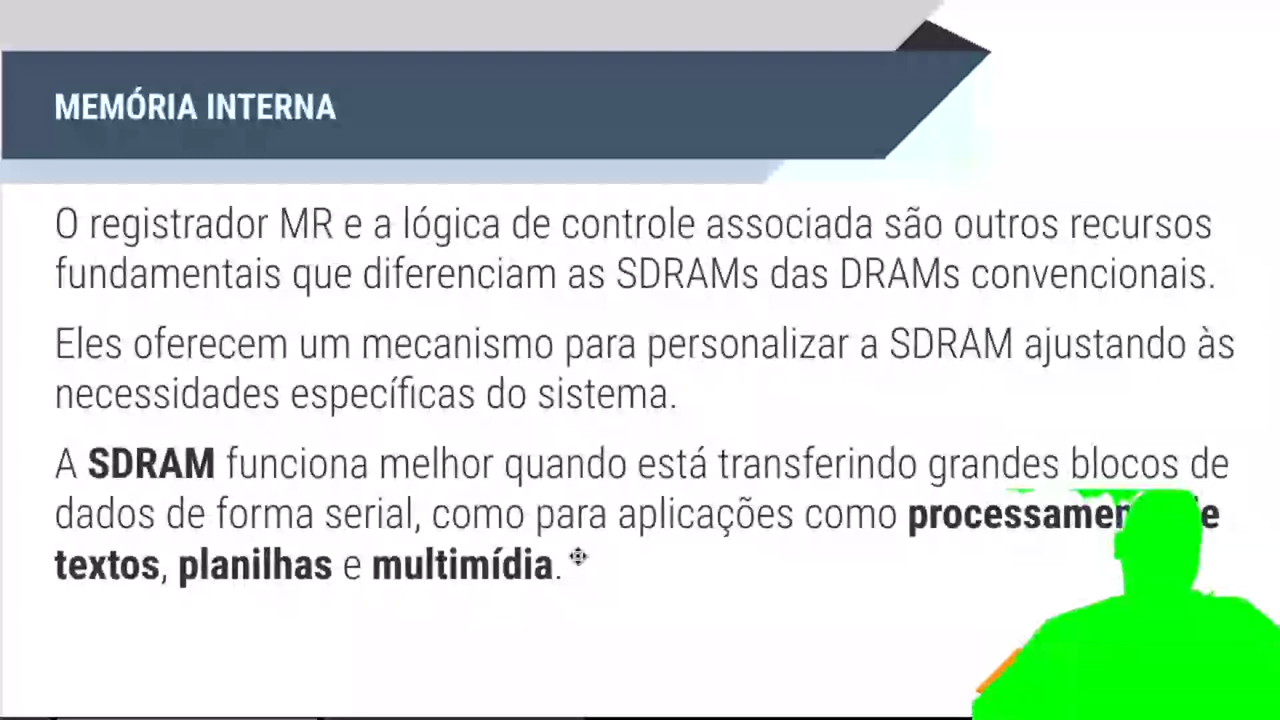 MEMÓRIA INTERNA
O registrador MR e a lógica de controle associada são outros recursos
fundamentais que diferenciam as SDRAMs das DRAMs convencionais.
Eles oferecem um mecanismo para personalizar a SDRAM ajustando às
necessidades específicas do sistema.
A SDRAM funciona melhor quando está transferindo grandes blocos de
dados de forma serial, como para aplicações como
textos, planilhas e multimídia.